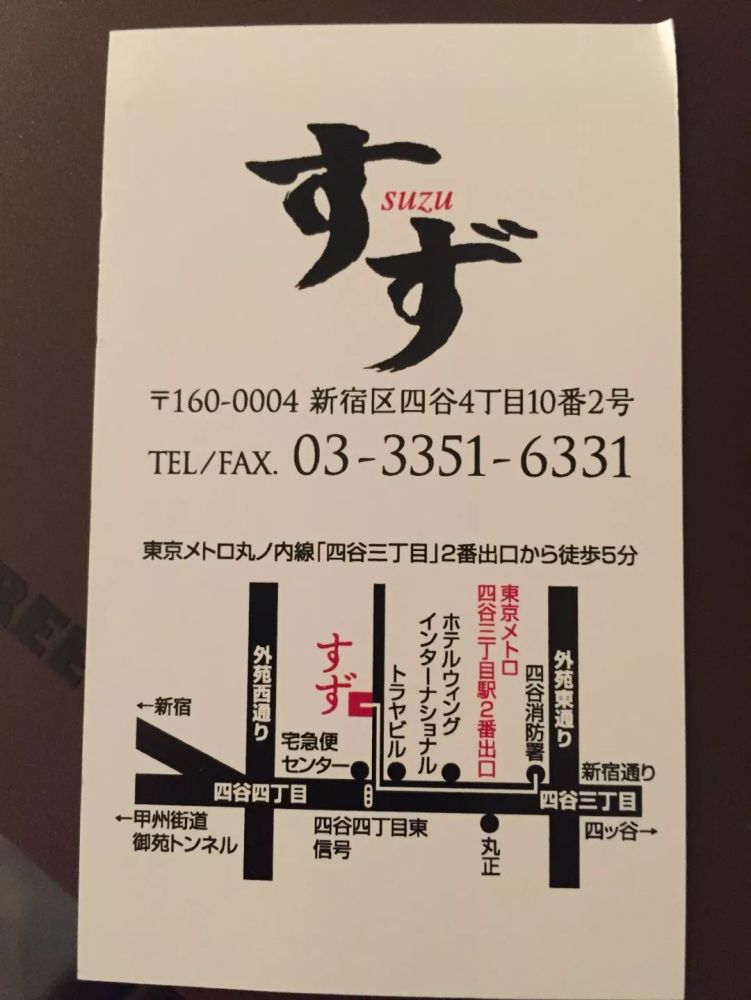 すず
suzu
〒160-0004 新宿区四谷4丁目10番2号
TEL/FAX. 03-3351-6331
東京メトロ丸ノ内線「四谷三丁目」2番出口から徒歩5分
外苑西通り
すず
トラヤビル
ホテルウィング
インターナショナル
東京メトロ
四谷三丁目駅2番出口
四谷消防署
外苑東通り
←新宿
宅急便
センター
新宿通り
四谷四丁目
四谷三丁目
←甲州街道
御苑トンネル
四谷四丁目東
信号
丸正
四ッ谷→